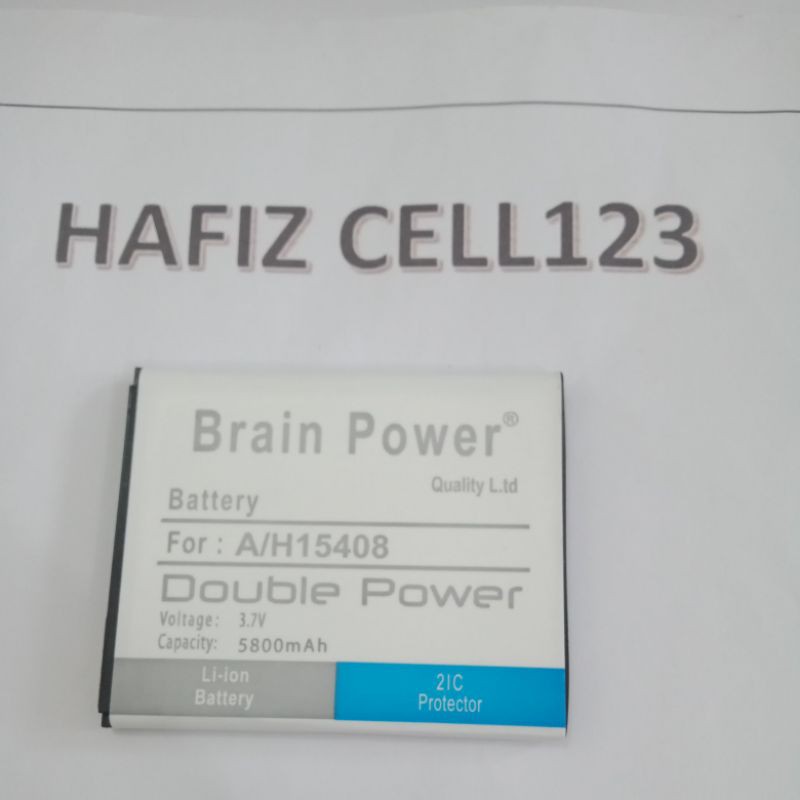 HAFIZ CELL123
Brain Power®
Quality L.td
Battery
For : A/H15408
Double Power
Voltage: 3.7V
Capacity: 5800mAh
Li-ion
Battery
2IC
Protector